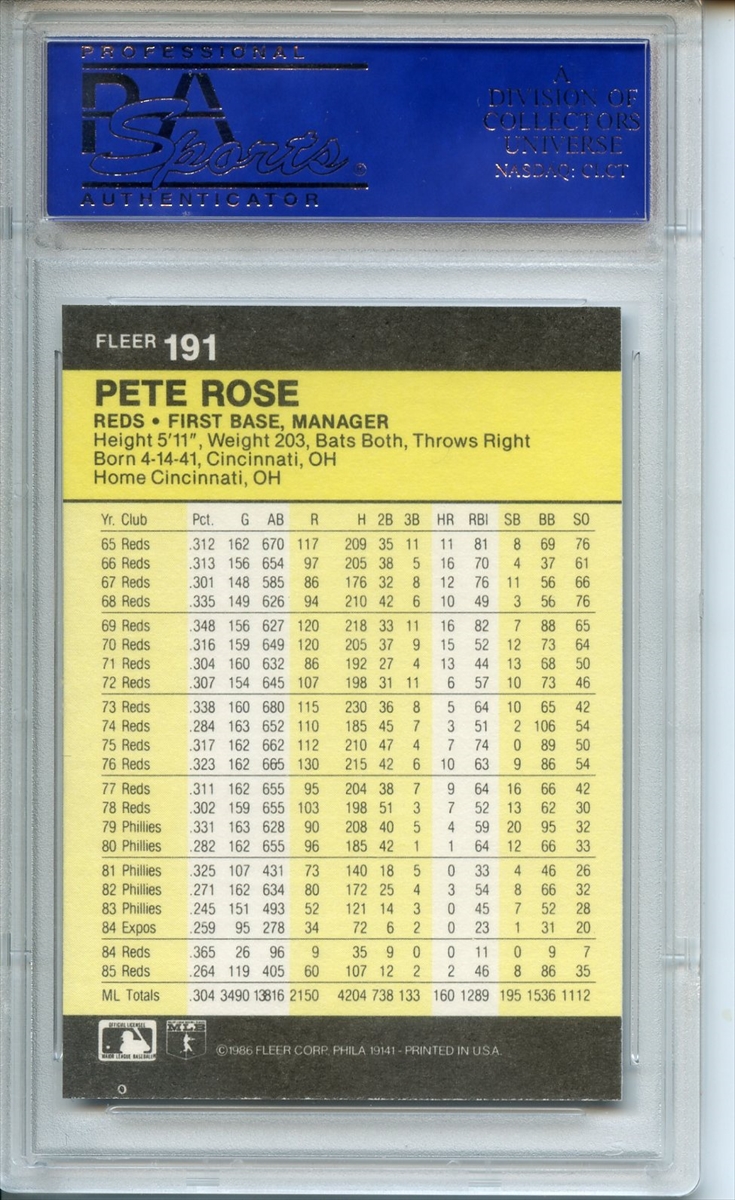 PROFESSIONAL
PSA
Sports®
AUTHENTICATOR
A
DIVISION OF
COLLECTORS
UNIVERSE
NASDAQ: CLCT
FLEER 191
PETE ROSE
REDS • FIRST BASE, MANAGER
Height 5'11", Weight 203, Bats Both, Throws Right
Born 4-14-41, Cincinnati, OH
Home Cincinnati, OH
Yr. Club Pct. G AB R H 2B 3B HR RBI SB BB SO
65 Reds .312 162 670 117 209 35 11 11 81 8 69 76
66 Reds .313 156 654 97 205 38 5 16 70 4 37 61
67 Reds .301 148 585 86 176 32 8 12 76 11 56 66
68 Reds .335 149 626 94 210 42 6 10 49 3 56 76
69 Reds .348 156 627 120 218 33 11 16 82 7 88 65
70 Reds .316 159 649 120 205 37 9 15 52 12 73 64
71 Reds .304 160 632 86 192 27 4 13 44 13 68 50
72 Reds .307 154 645 107 198 31 11 6 57 10 73 46
73 Reds .338 160 680 115 230 36 8 5 64 10 65 42
74 Reds .284 163 652 110 185 45 7 3 51 2 106 54
75 Reds .317 162 662 112 210 47 4 7 74 0 89 50
76 Reds .323 162 665 130 215 42 6 10 63 9 86 54
77 Reds .311 162 655 95 204 38 7 9 64 16 66 42
78 Reds .302 159 655 103 198 51 3 7 52 13 62 30
79 Phillies .331 163 628 90 208 40 5 4 59 20 95 32
80 Phillies .282 162 655 96 185 42 1 1 64 12 66 33
81 Phillies .325 107 431 73 140 18 5 0 33 4 46 26
82 Phillies .271 162 634 80 172 25 4 3 54 8 66 32
83 Phillies .245 151 493 52 121 14 3 0 45 7 52 28
84 Expos .259 95 278 34 72 6 2 0 23 1 31 20
84 Reds .365 26 96 9 35 9 0 0 11 0 9 7
85 Reds .264 119 405 60 107 12 2 2 46 8 86 35
ML Totals .304 3490 13816 2150 4204 738 133 160 1289 195 1536 1112
OFFICIAL LICENSEE
MAJOR LEAGUE BASEBALL
©1986 FLEER CORP. PHILA 19141 - PRINTED IN U.S.A.